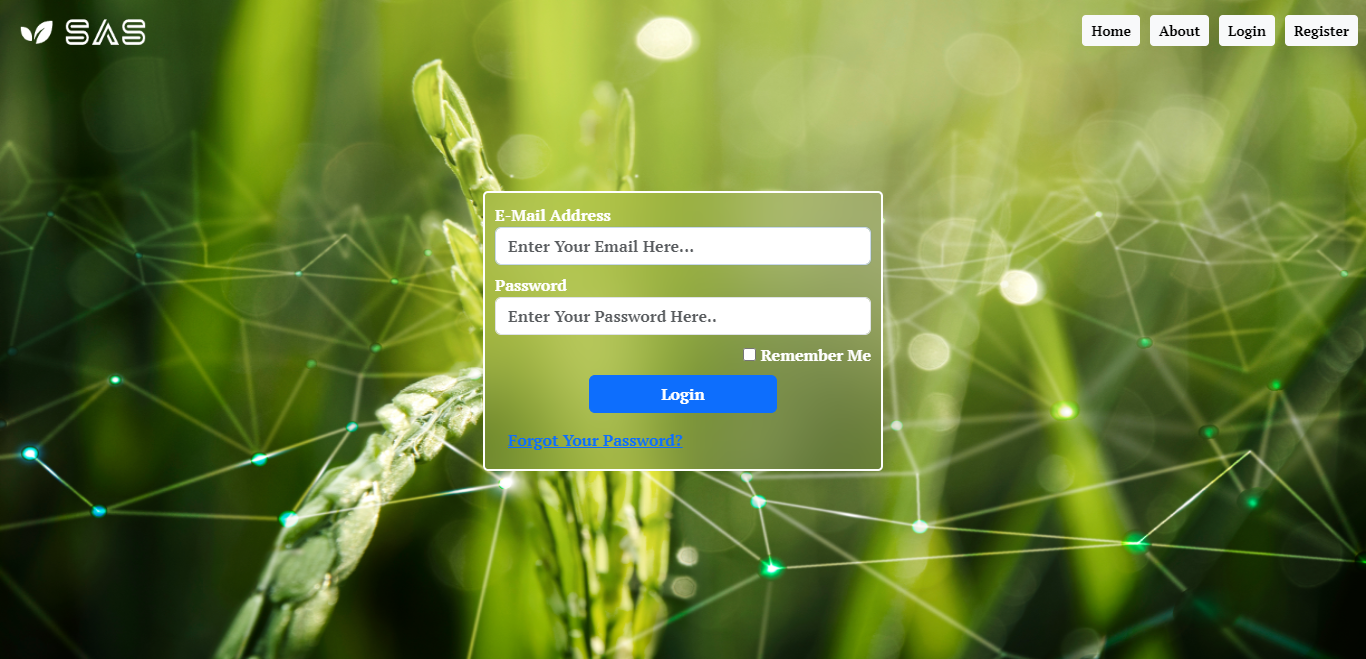 SAS
Home About Login Register
E-Mail Address
Enter Your Email Here...
Password
Enter Your Password Here..
Remember Me
Login
Forgot Your Password?